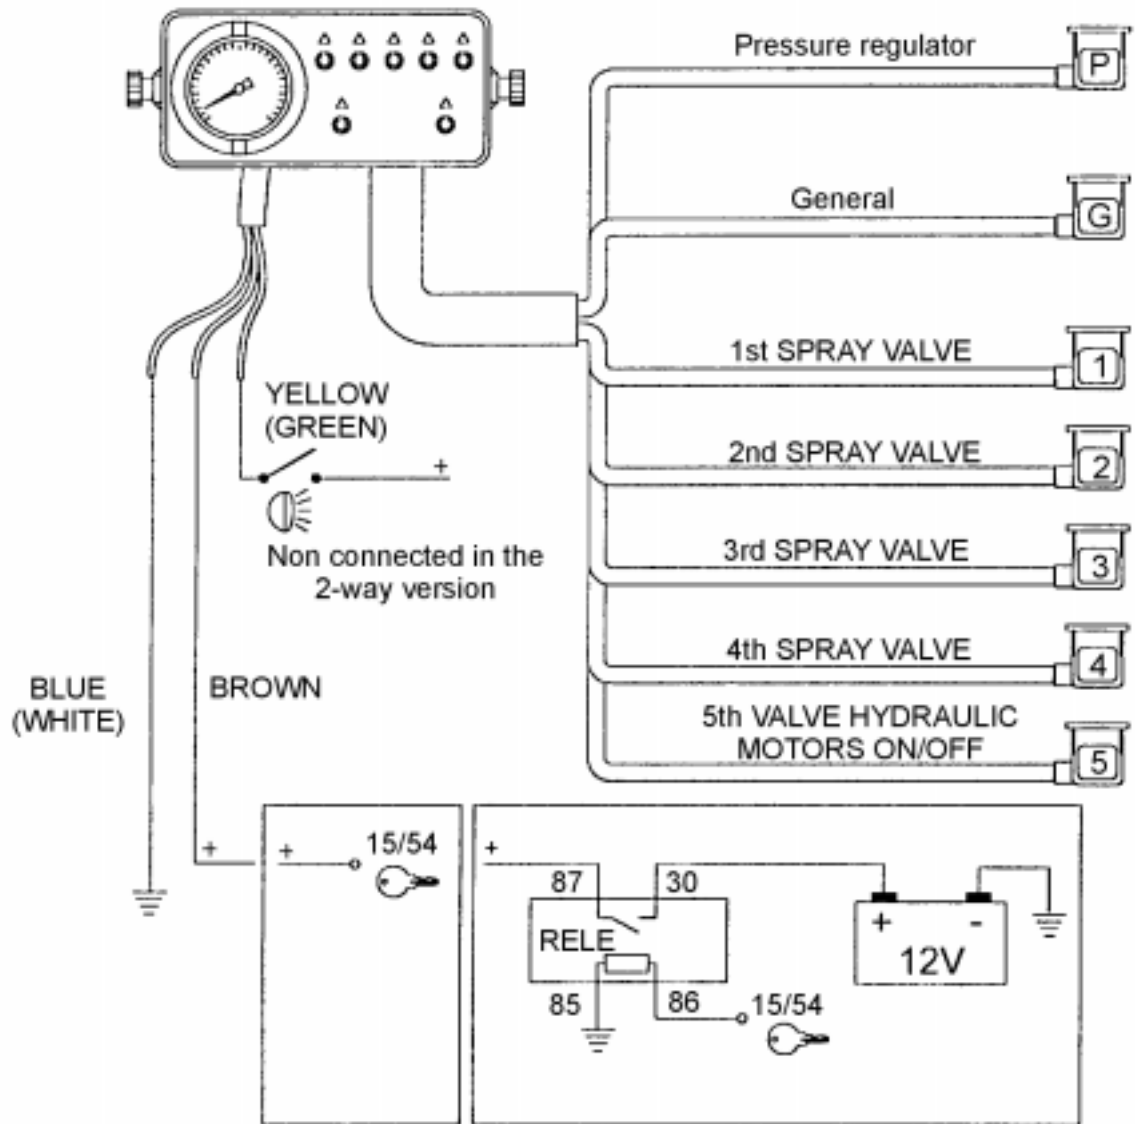 Pressure regulator
P
General
G
1st SPRAY VALVE
1
YELLOW
(GREEN)
+
2nd SPRAY VALVE
2
Non connected in the
2-way version
3rd SPRAY VALVE
3
BLUE
(WHITE)
BROWN
4th SPRAY VALVE
4
5th VALVE HYDRAULIC
MOTORS ON/OFF
5
+
+
15/54
+
87
30
RELE
85
86
15/54
+
-
12V